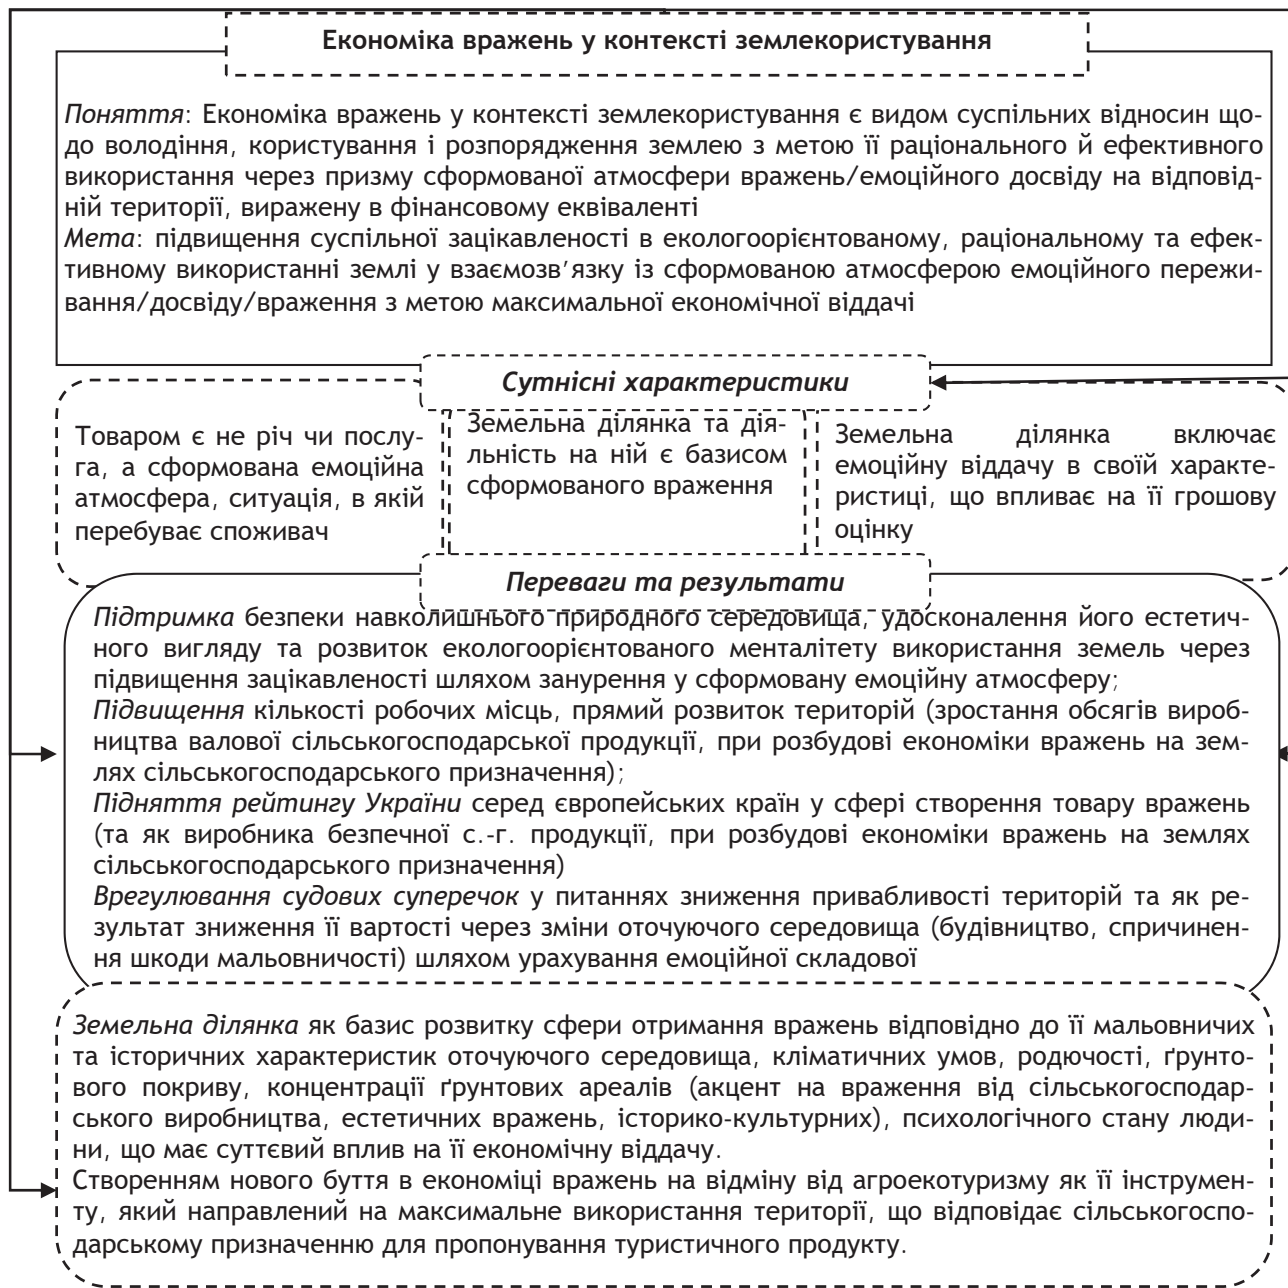 Економіка вражень у контексті землекористування
Поняття: Економіка вражень у контексті землекористування є видом суспільних відносин що-
до володіння, користування і розпорядження землею з метою її раціонального й ефективного
використання через призму сформованої атмосфери вражень/емоційного досвіду на відповід-
ній території, виражену в фінансовому еквіваленті
Мета: підвищення суспільної зацікавленості в екологоорієнтованому, раціональному та ефек-
тивному використанні землі у взаємозв’язку із сформованою атмосферою емоційного пережи-
вання/досвіду/враження з метою максимальної економічної віддачі
Сутнісні характеристики
Товаром є не річ чи послу-
га, а сформована емоційна
атмосфера, ситуація, в якій
перебуває споживач
Земельна ділянка та дія-
льність на ній є базисом
сформованого враження
Земельна ділянка включає
емоційну віддачу в своїй характе-
ристиці, що впливає на її грошову
оцінку
Переваги та результати
Підтримка безпеки навколишнього природного середовища, удосконалення його естетич-
ного вигляду та розвиток екологоорієнтованого менталітету використання земель через
підвищення зацікавленості шляхом занурення у сформовану емоційну атмосферу;
Підвищення кількості робочих місць, прямий розвиток територій (зростання обсягів вироб-
ництва валової сільськогосподарської продукції, при розбудові економіки вражень на зем-
лях сільськогосподарського призначення);
Підняття рейтингу України серед європейських країн у сфері створення товару вражень
(та як виробника безпечної с.-г. продукції, при розбудові економіки вражень на землях
сільськогосподарського призначення)
Врегулювання судових суперечок у питаннях зниження привабливості територій та як ре-
зультат зниження її вартості через зміни оточуючого середовища (будівництво, спричинен-
ня шкоди мальовничості) шляхом урахування емоційної складової
Земельна ділянка як базис розвитку сфери отримання вражень відповідно до її мальовничих
та історичних характеристик оточуючого середовища, кліматичних умов, родючості, ґрунто-
вого покриву, концентрації ґрунтових ареалів (акцент на враження від сільськогосподар-
ського виробництва, естетичних вражень, історико-культурних), психологічного стану люди-
ни, що має суттєвий вплив на її економічну віддачу.
Створенням нового буття в економіці вражень на відміну від агроекотуризму як її інструмен-
ту, який направлений на максимальне використання території, що відповідає сільськогоспо-
дарському призначенню для пропонування туристичного продукту.